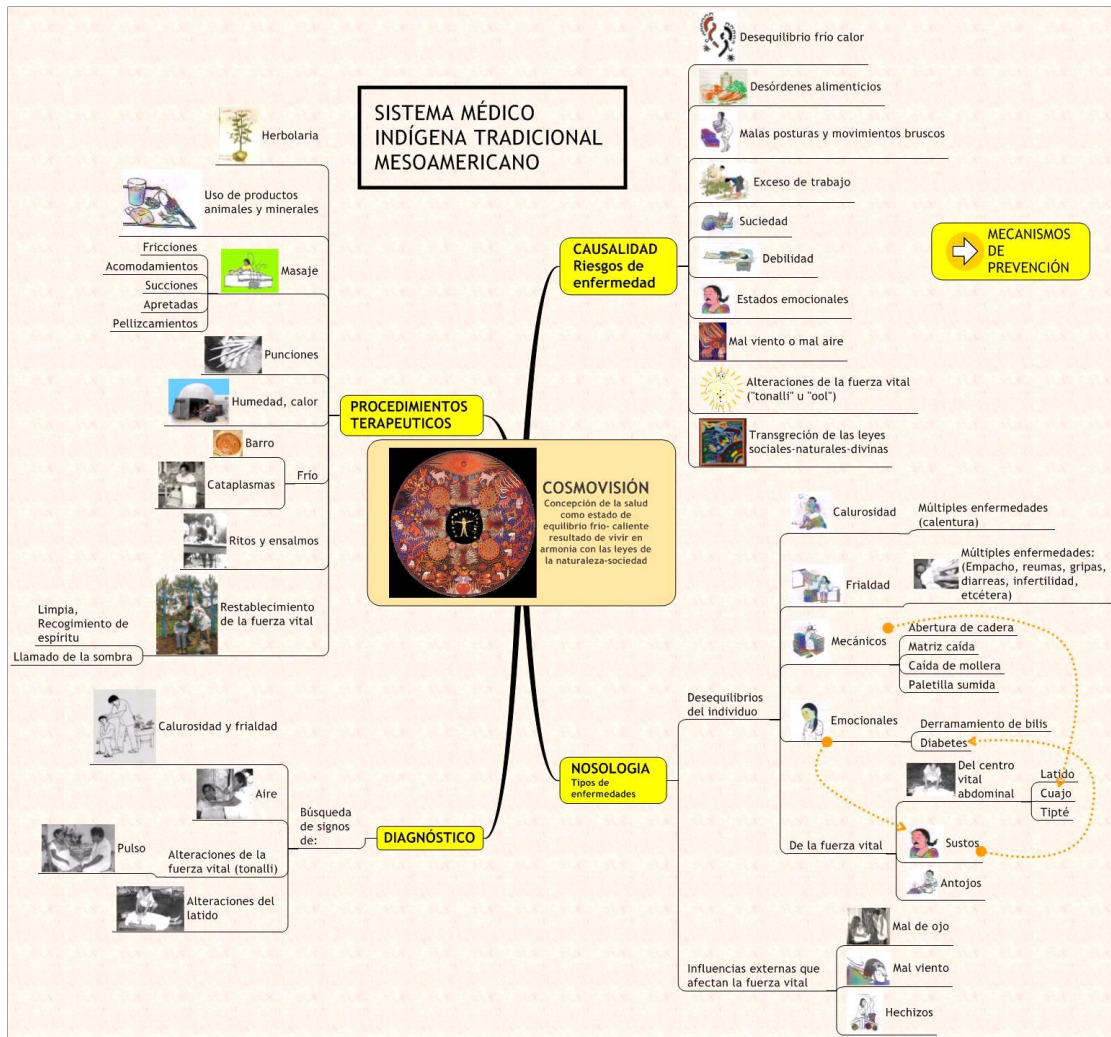 SISTEMA MÉDICO
INDÍGENA TRADICIONAL
MESOAMERICANO
Herbolaria
Uso de productos
animales y minerales
Fricciones
Acomodamientos
Succiones
Apretadas
Pellizcamientos
Masaje
Punciones
Humedad, calor
Barro
Cataplasmas
Frío
Ritos y ensalmos
Restablecimiento
de la fuerza vital
Limpia,
Recogimiento de
espíritu
Llamado de la sombra
PROCEDIMIENTOS
TERAPEUTICOS
CAUSALIDAD
Riesgos de
enfermedad
Desequilibrio frío calor
Desórdenes alimenticios
Malas posturas y movimientos bruscos
Exceso de trabajo
Suciedad
Debilidad
Estados emocionales
Mal viento o mal aire
Alteraciones de la fuerza vital
("tonalli" u "ool")
Transgreción de las leyes
sociales-naturales-divinas
MECANISMOS
DE
PREVENCIÓN
COSMOVISIÓN
Concepción de la salud
como estado de
equilibrio frio- caliente
resultado de vivir en
armonia con las leyes de
la naturaleza-sociedad
Calurosidad y frialdad
Aire
Pulso
Alteraciones de la
fuerza vital (tonalli)
Alteraciones del
latido
Búsqueda
de signos
de:
DIAGNÓSTICO
NOSOLOGIA
Tipos de
enfermedades
Desequilibrios
del individuo
Calurosidad
Múltiples enfermedades
(calentura)
Frialdad
Múltiples enfermedades:
(Empacho, reumas, gripas,
diarreas, infertilidad,
etcétera)
Mecánicos
Abertura de cadera
Matriz caída
Caída de mollera
Paletilla sumida
Emocionales
Derramamiento de bilis
Diabetes
De la fuerza vital
Del centro
vital
abdominal
Latido
Cuajo
Tipté
Sustos
Antojos
Influencias externas que
afectan la fuerza vital
Mal de ojo
Mal viento
Hechizos